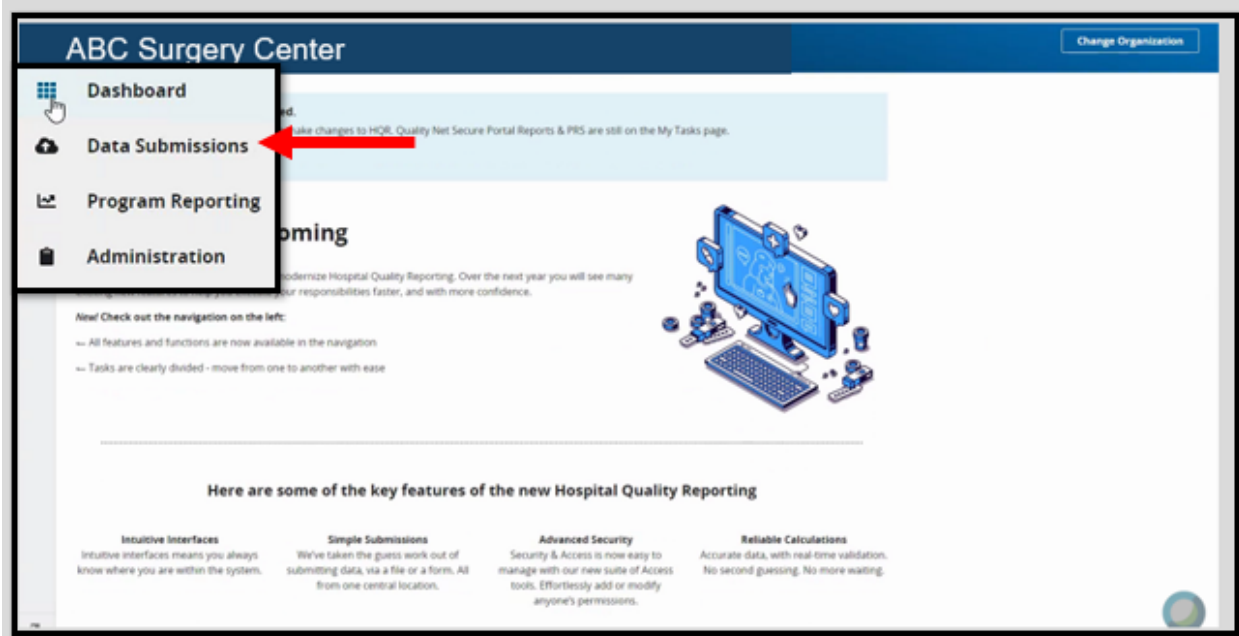 ABC Surgery Center
Change Organization
Dashboard
Data Submissions
Program Reporting
Administration
ed.
make changes to HQR. Quality Net Secure Portal Reports & PRS are still on the My Tasks page.
oming
modernize Hospital Quality Reporting. Over the next year you will see many
your responsibilities faster, and with more confidence.
New! Check out the navigation on the left:
All features and functions are now available in the navigation
Tasks are clearly divided - move from one to another with ease
Here are some of the key features of the new Hospital Quality Reporting
Intuitive Interfaces
Intuitive interfaces means you always
know where you are within the system.
Simple Submissions
We've taken the guess work out of
submitting data, via a file or a form. All
from one central location.
Advanced Security
Security & Access is now easy to
manage with our new suite of Access
tools. Effortlessly add or modify
anyone's permissions.
Reliable Calculations
Accurate data, with real-time validation.
No second guessing. No more waiting.